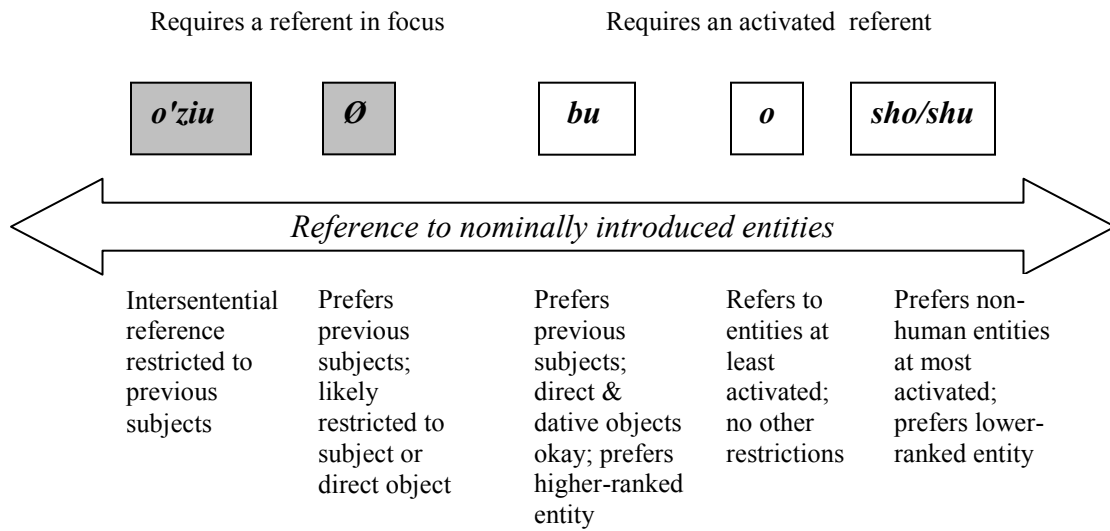 Requires a referent in focus
Requires an activated referent
o'ziu
Ø
bu
o
sho/shu
Reference to nominally introduced entities
Intersentential
reference
restricted to
previous
subjects
Prefers
previous
subjects;
likely
restricted to
subject or
direct object
Prefers
previous
subjects;
direct &
dative objects
okay; prefers
higher-ranked
entity
Refers to
entities at
least
activated;
no other
restrictions
Prefers non-
human entities
at most
activated;
prefers lower-
ranked entity